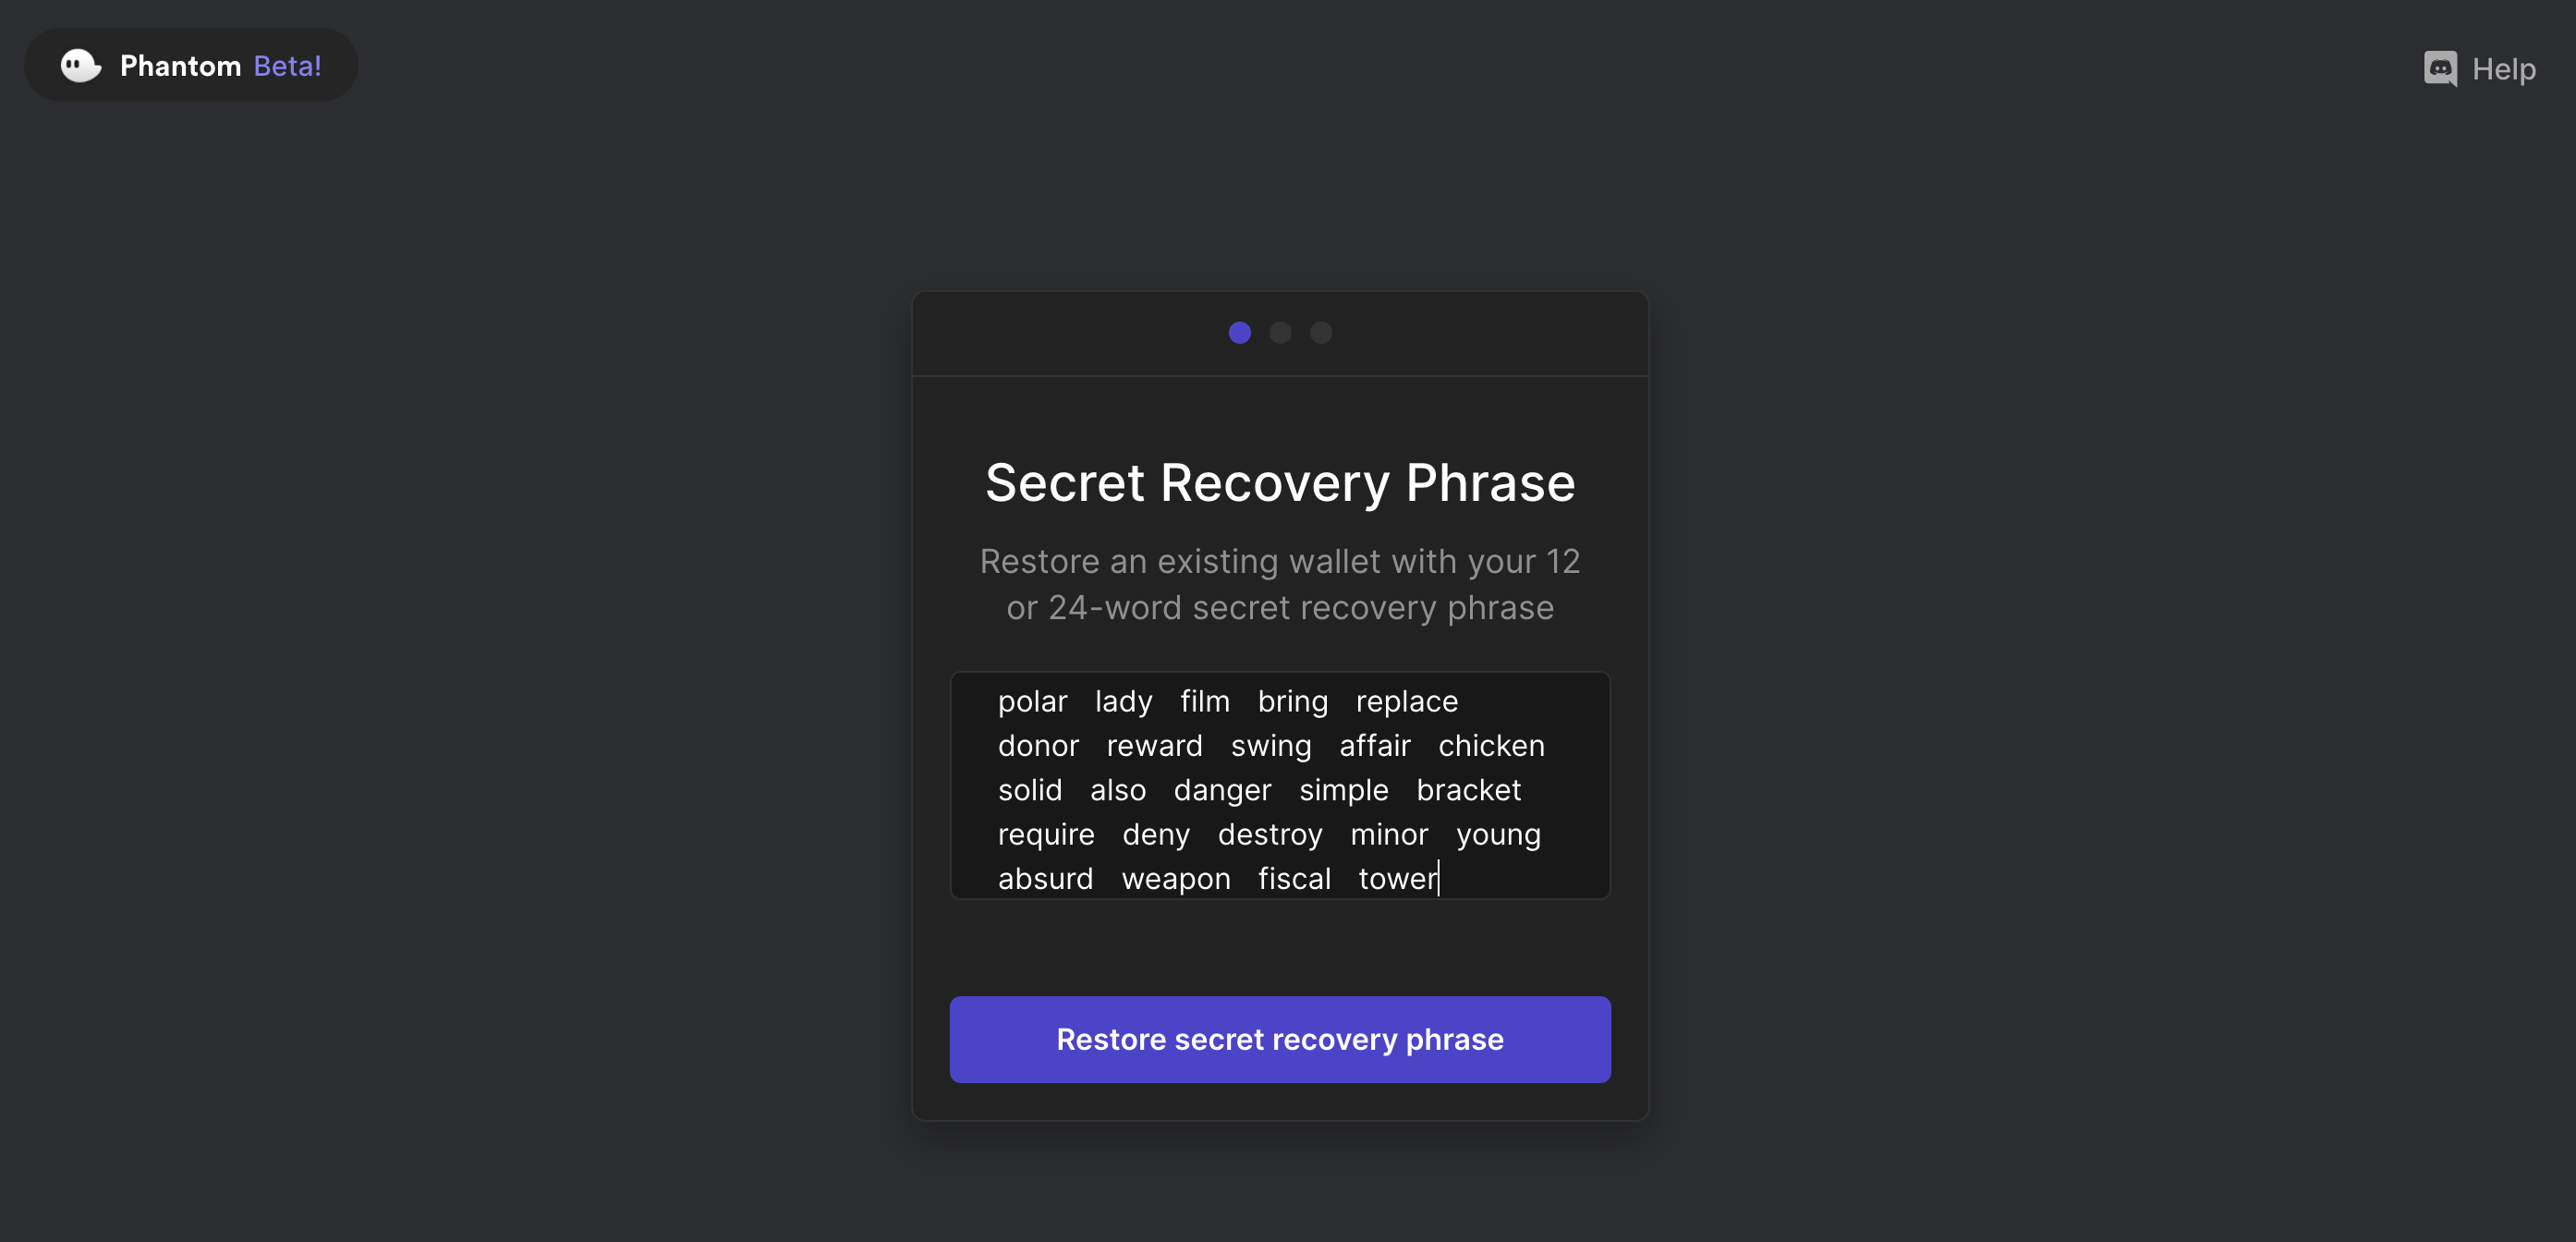 Phantom Beta!
Help
Secret Recovery Phrase
Restore an existing wallet with your 12
or 24-word secret recovery phrase
polar lady film bring replace
donor reward swing affair chicken
solid also danger simple bracket
require deny destroy minor young
absurd weapon fiscal tower
Restore secret recovery phrase